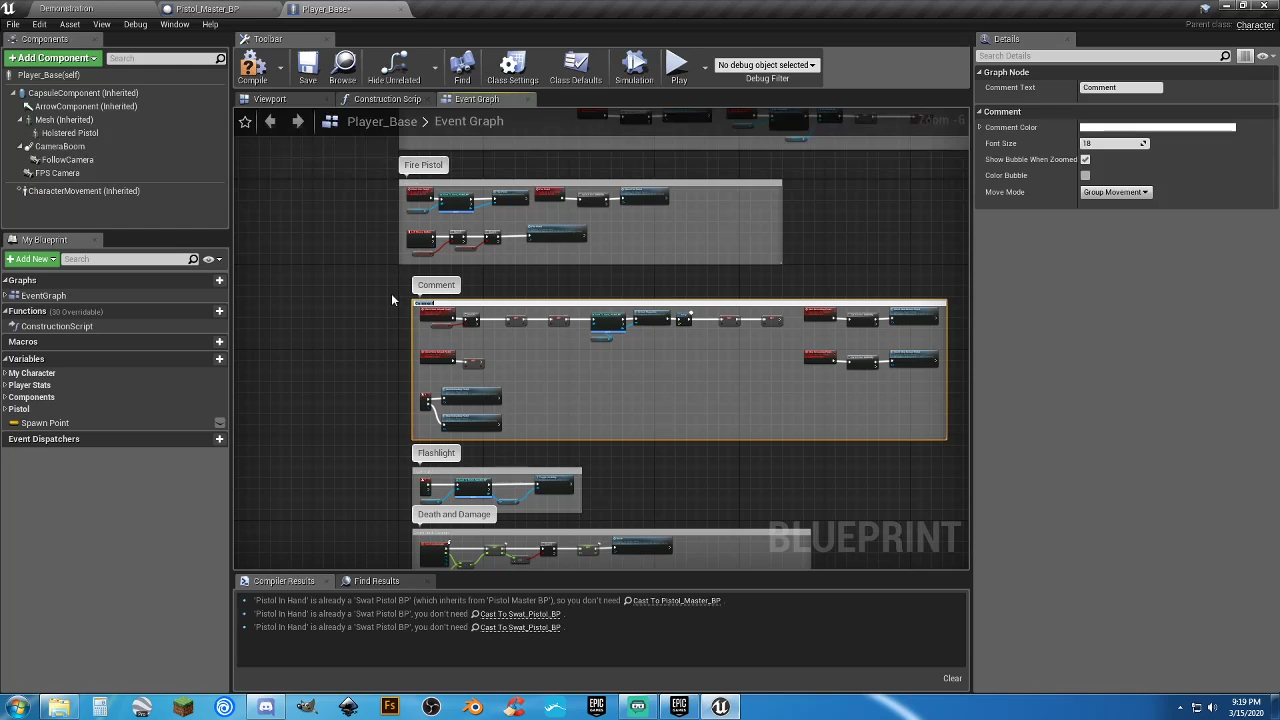 Demonstration
Pistol_Master_BP
Player_Base*
File Edit Asset View Debug Window Help
Parent class: Character
Components
Toolbar
Details
+ Add Component
Search
Player_Base(self)
CapsuleComponent (Inherited)
ArrowComponent (Inherited)
Mesh (Inherited)
Holstered Pistol
CameraBoom
FollowCamera
FPS Camera
CharacterMovement (Inherited)
My Blueprint
+ Add New
Search
Graphs
EventGraph
Functions (30 Overridable)
ConstructionScript
Macros
Variables
My Character
Player Stats
Components
Pistol
Spawn Point
Event Dispatchers
Compile
Save
Browse
Hide Unrelated
Find
Class Settings
Class Defaults
Simulation
Play
No debug object selected
Debug Filter
Viewport
Construction Scrip
Event Graph
Player_Base > Event Graph
Zoom -6
Fire Pistol
Comment
Comment
Flashlight
Death and Damage
BLUEPRINT
Compiler Results
Find Results
'Pistol In Hand' is already a 'Swat Pistol BP' (which inherits from 'Pistol Master BP'), so you don't need Cast To Pistol_Master_BP .
'Pistol In Hand' is already a 'Swat Pistol BP', you don't need Cast To Swat_Pistol_BP .
'Pistol In Hand' is already a 'Swat Pistol BP', you don't need Cast To Swat_Pistol_BP .
Clear
Search Details
Graph Node
Comment Text Comment
Comment
Comment Color
Font Size 18
Show Bubble When Zoomed
Color Bubble
Move Mode Group Movement
Pro
Fs
EPIC GAMES
EPIC GAMES
9:19 PM
3/15/2020